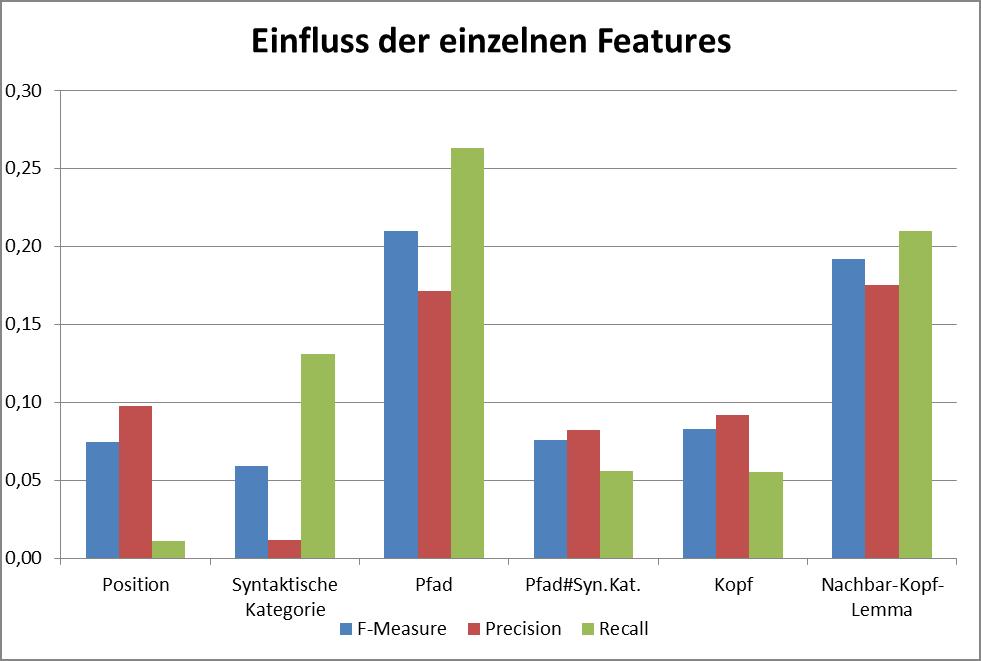 Einfluss der einzelnen Features
0,30
0,25
0,20
0,15
0,10
0,05
0,00
Position
Syntaktische
Kategorie
Pfad
Pfad#Syn.Kat.
Kopf
Nachbar-Kopf-
Lemma
F-Measure
Precision
Recall